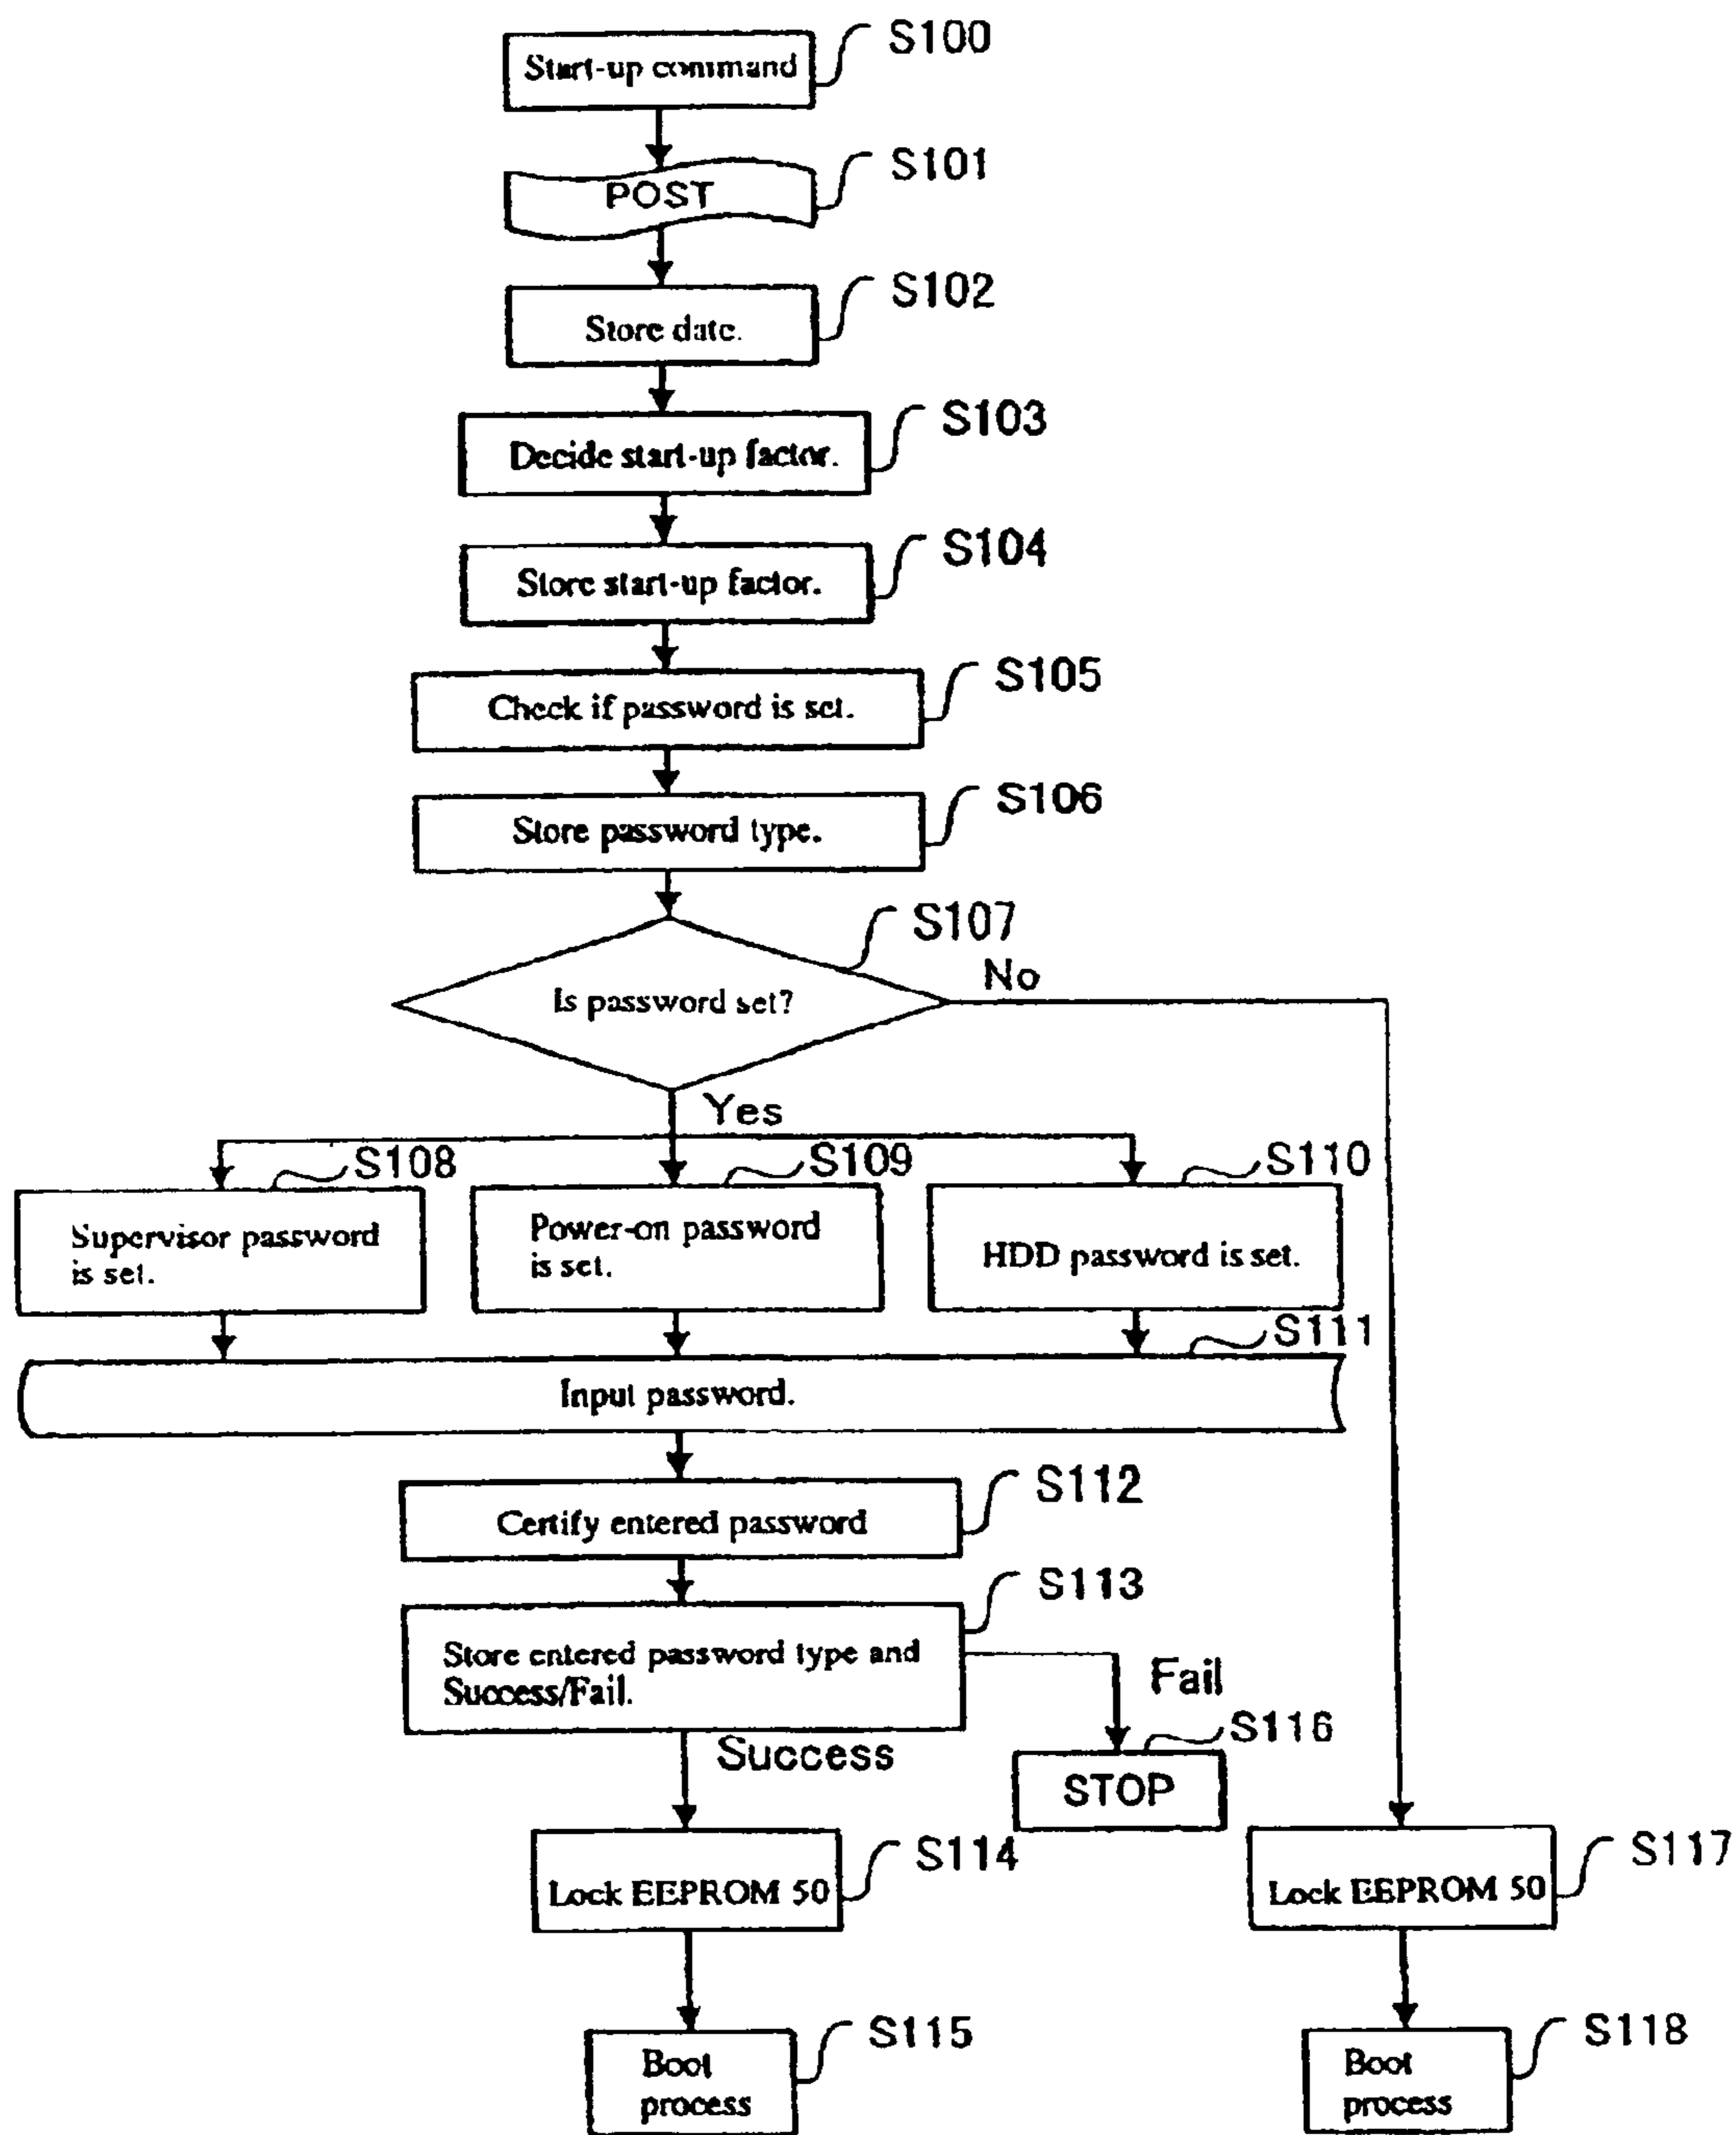 S100
Start-up command
S101
POST
S102
Store date.
S103
Decide start-up factor.
S104
Store start-up factor.
S105
Check if password is set.
S106
Store password type.
S107
No
Is password set?
Yes
S108
S109
S110
Supervisor password
is set.
Power-on password
is set.
HDD password is set.
S111
Input password.
S112
Certify entered password
S113
Store entered password type and
Success/Fail.
Fail
S116
Success
STOP
S114
Lock EEPROM 50
S117
Lock EEPROM 50
S115
Boot
process
S118
Boot
process